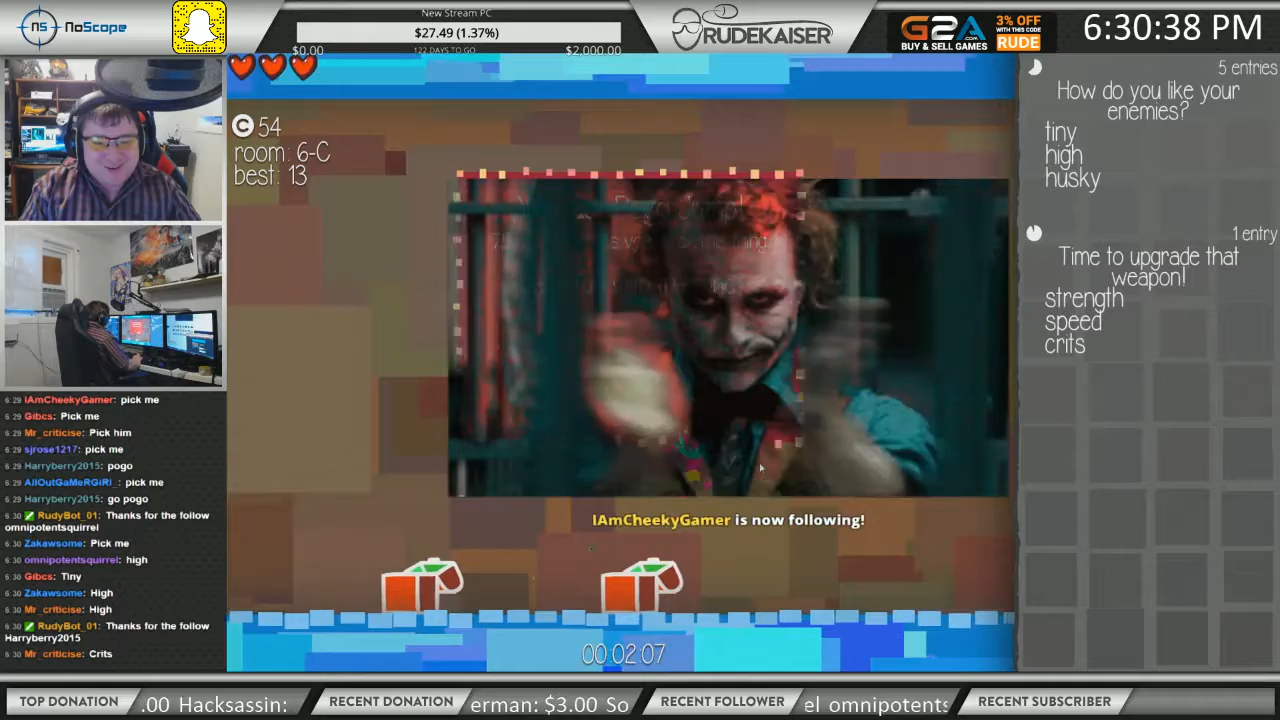 NS NoScope
New Stream PC
$27.49 (1.37%)
$0.00
122 DAYS TO GO
$2,000.00
RUDEKAISER
G2A.COM
BUY & SELL GAMES
3% OFF
WITH THIS CODE
RUDE
6:30:38 PM
C 54
room: 6-C
best: 13
5 entries
How do you like your
enemies?
tiny
high
husky
1 entry
Time to upgrade that
weapon!
strength
speed
crits
6:29 IAmCheekyGamer: pick me
6:29 Gibcs: Pick me
6:29 Mr_criticise: Pick him
6:29 sjrose1217: pick me
6:29 Harryberry2015: pogo
6:29 AllOutGaMeRGiRl_: pick me
6:29 Harryberry2015: go pogo
6:30 RudyBot_01: Thanks for the follow
omnipotentsquirrel
6:30 Zakawsome: Pick me
6:30 omnipotentsquirrel: high
6:30 Gibcs: Tiny
6:30 Zakawsome: High
6:30 Mr_criticise: High
6:30 RudyBot_01: Thanks for the follow
Harryberry2015
6:30 Mr_criticise: Crits
IAmCheekyGamer is now following!
00:02:07
TOP DONATION
.00 Hacksassin:
RECENT DONATION
erman: $3.00 So
RECENT FOLLOWER
el omnipotents
RECENT SUBSCRIBER